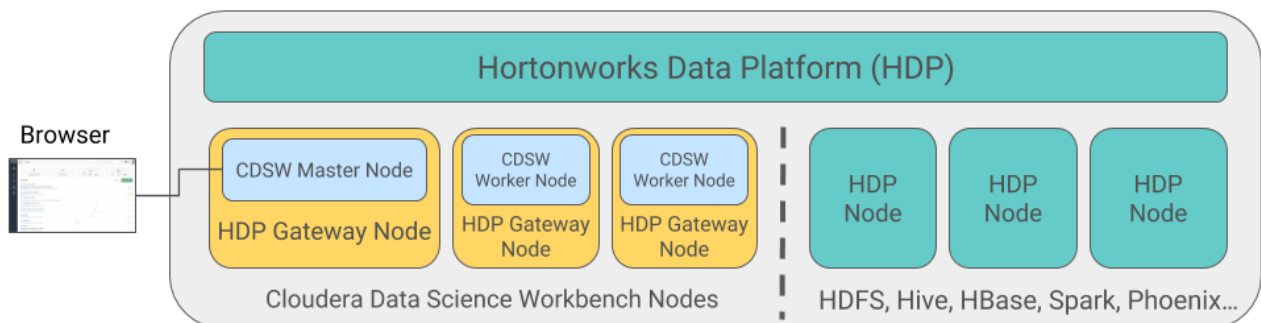 Hortonworks Data Platform (HDP)
Browser
CDSW Master Node
HDP Gateway Node
CDSW
Worker Node
HDP Gateway
Node
CDSW
Worker Node
HDP Gateway
Node
HDP
Node
HDP
Node
HDP
Node
Cloudera Data Science Workbench Nodes
HDFS, Hive, HBase, Spark, Phoenix...